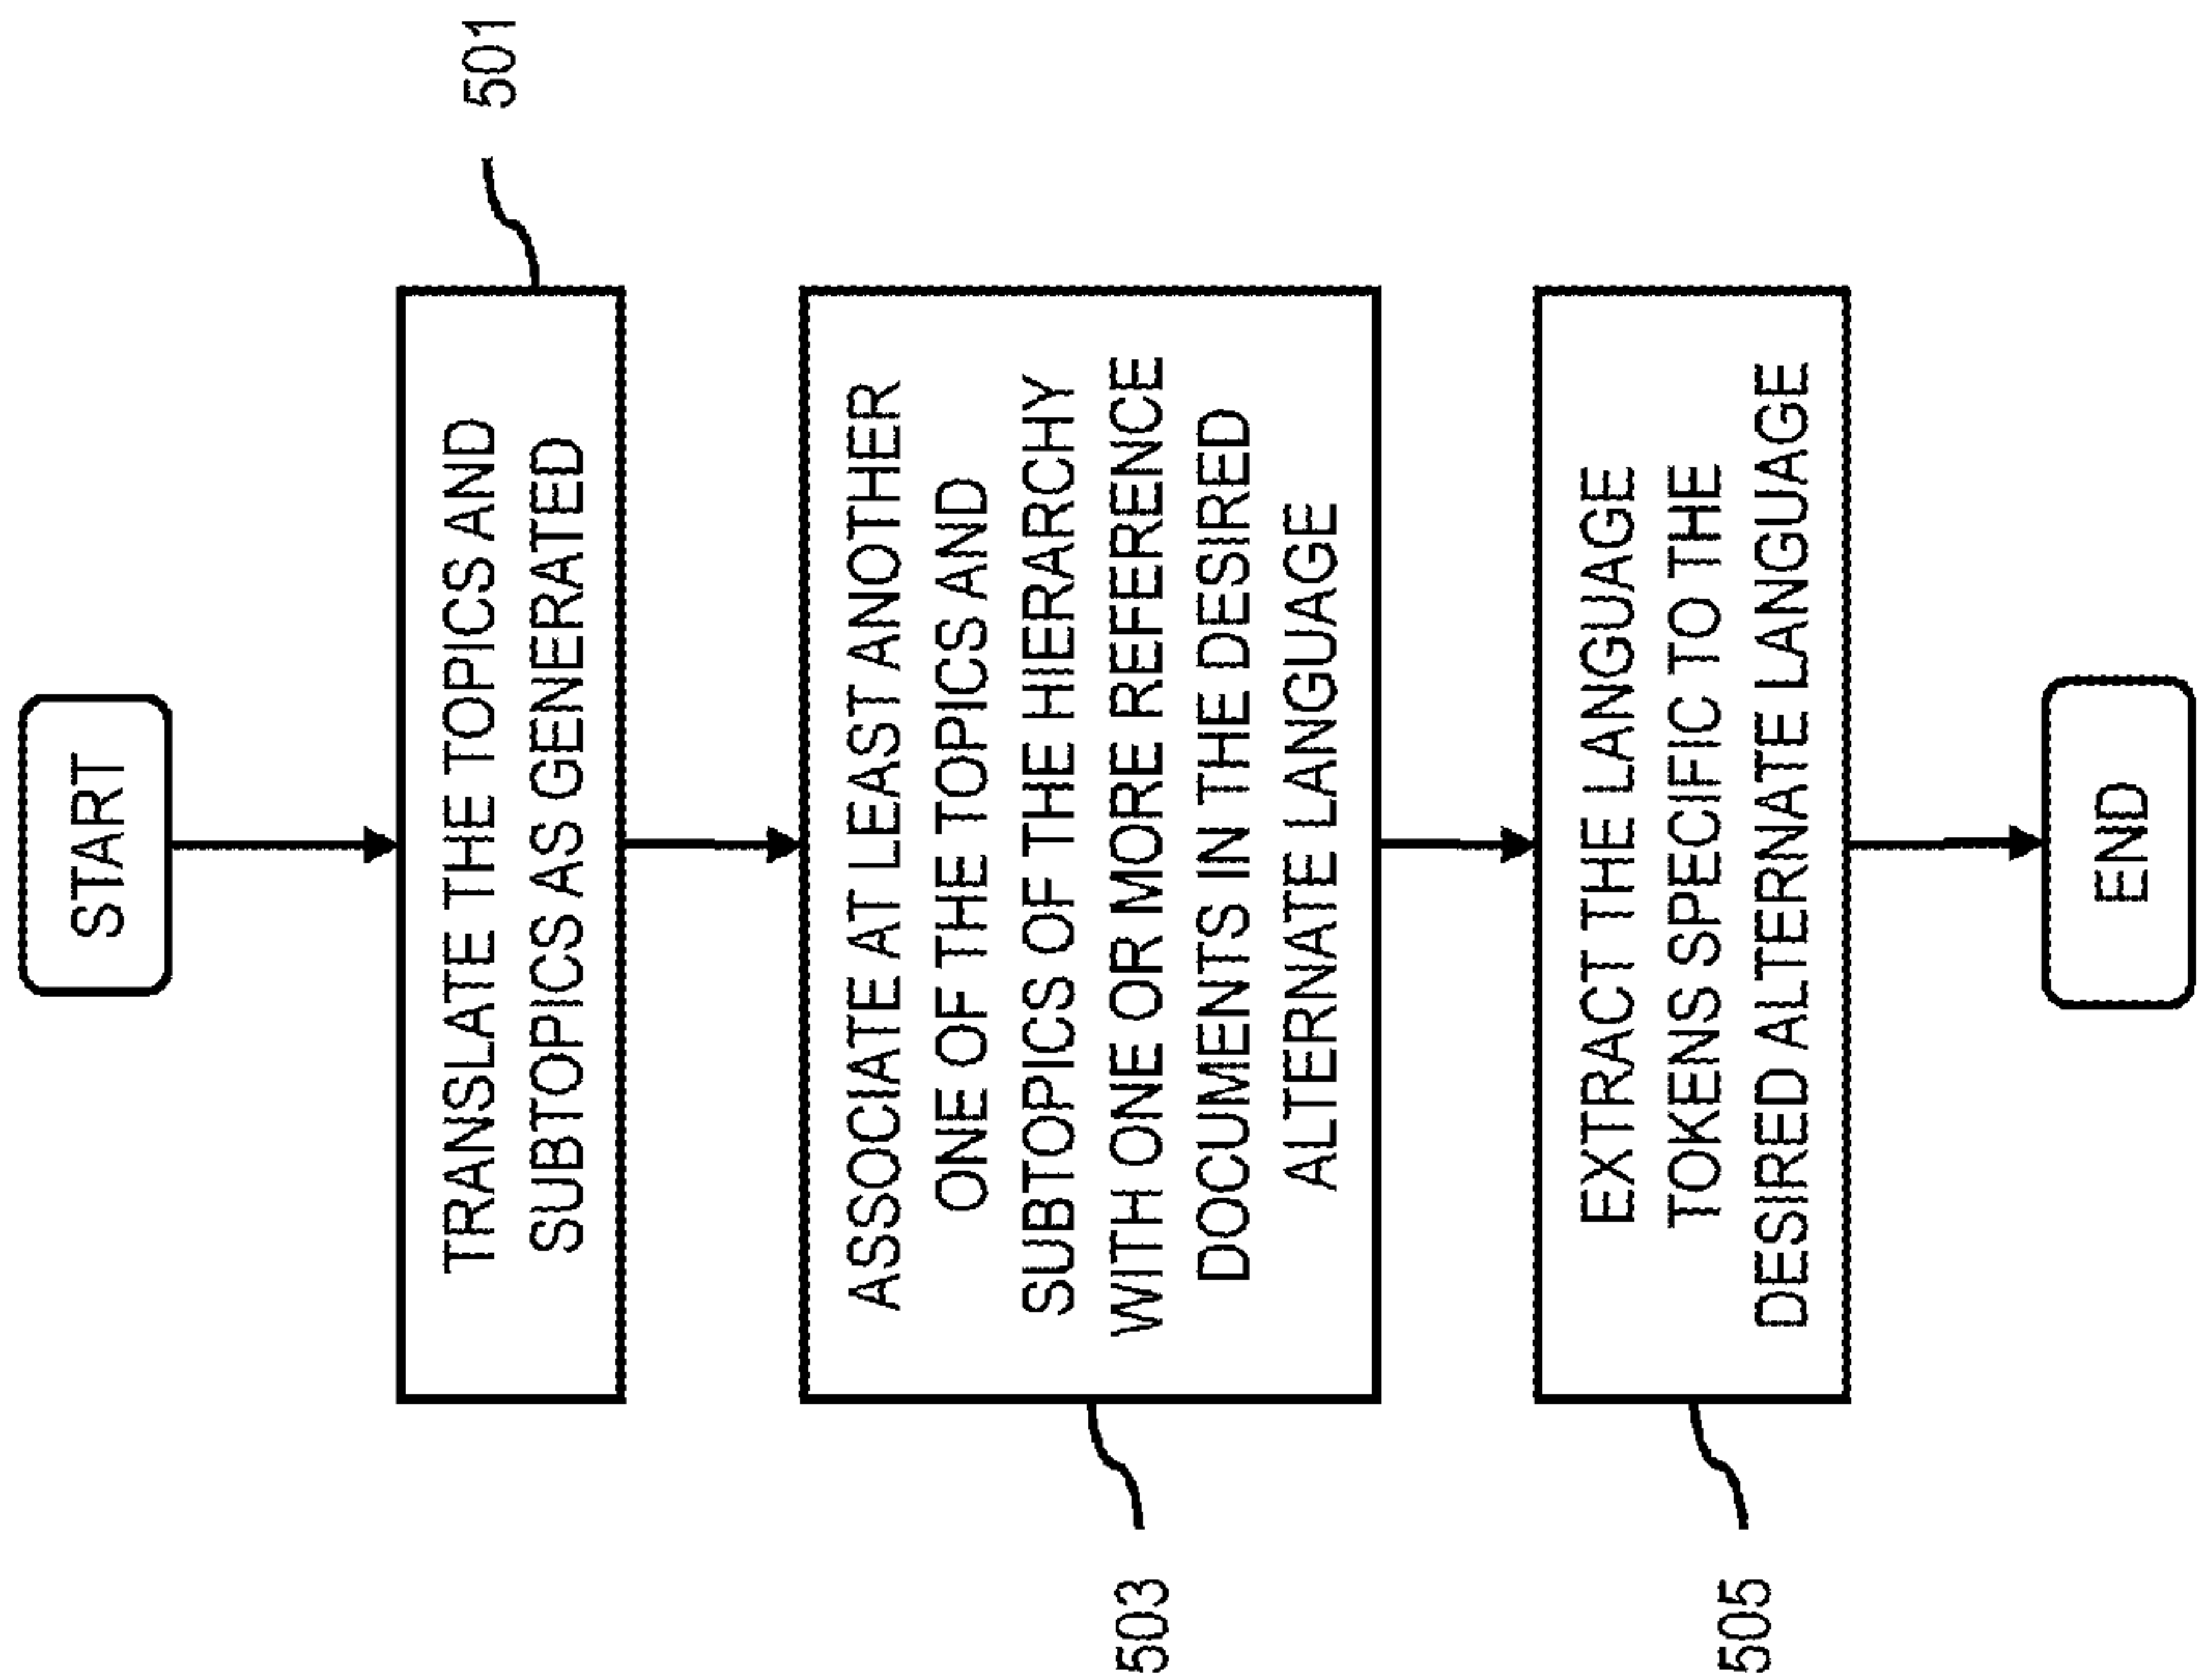 START
501
TRANSLATE THE TOPICS AND
SUBTOPICS AS GENERATED
ASSOCIATE AT LEAST ANOTHER
ONE OF THE TOPICS AND
SUBTOPICS OF THE HIERARCHY
WITH ONE OR MORE REFERENCE
DOCUMENTS IN THE DESIRED
ALTERNATE LANGUAGE
503
EXTRACT THE LANGUAGE
TOKENS SPECIFIC TO THE
DESIRED ALTERNATE LANGUAGE
505
END